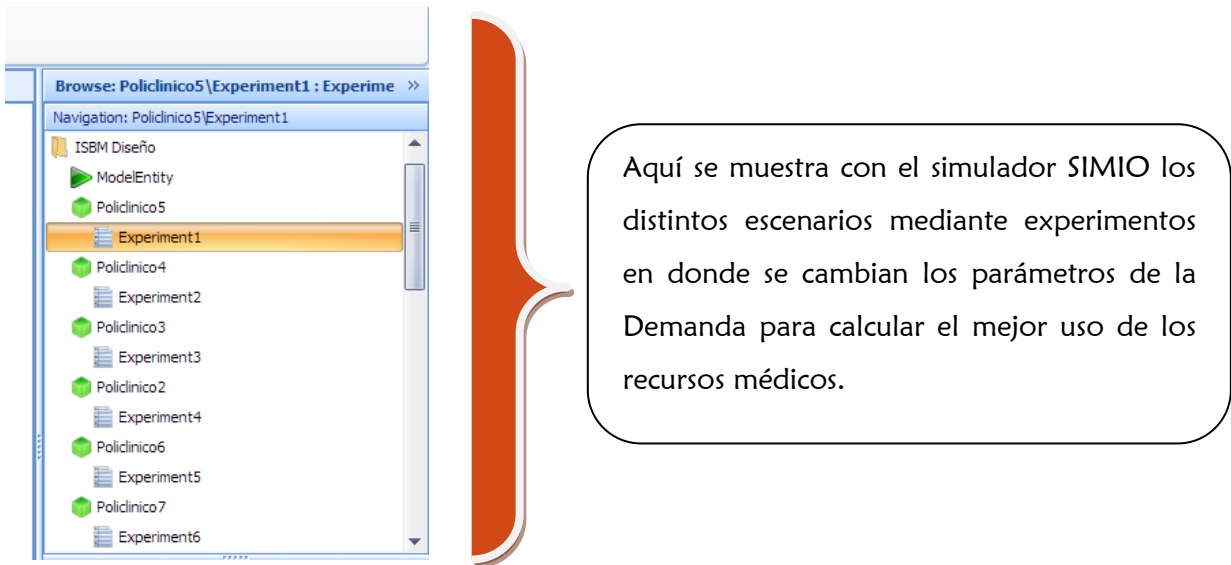 Browse: Policlinico5\Experiment1 : Experime
Navigation: Policlinico5\Experiment1
ISBM Diseño
ModelEntity
Policlinico5
Experiment1
Policlinico4
Experiment2
Policlinico3
Experiment3
Policlinico2
Experiment4
Policlinico6
Experiment5
Policlinico7
Experiment6
Aquí se muestra con el simulador SIMIO los
distintos escenarios mediante experimentos
en donde se cambian los parámetros de la
Demanda para calcular el mejor uso de los
recursos médicos.